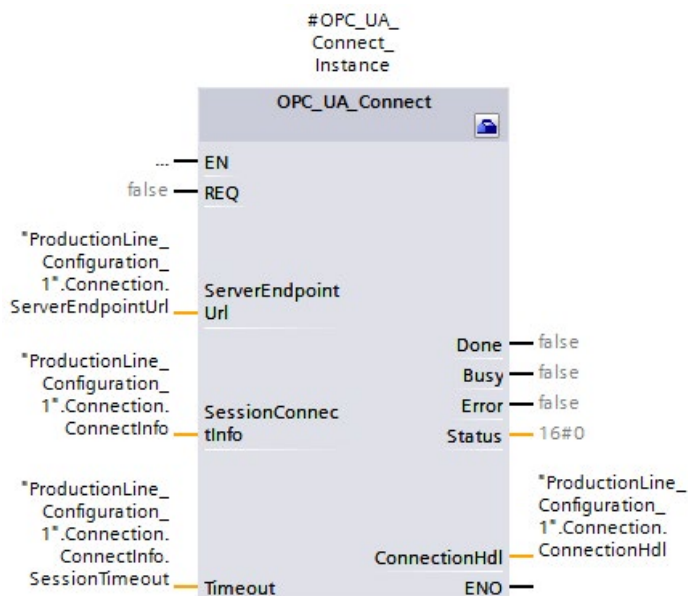 #OPC_UA_
Connect_
Instance
OPC_UA_Connect
...
EN
false
REQ
"ProductionLine_
Configuration_
1".Connection.
ServerEndpointUrl
ServerEndpoint
Url
Done
false
Busy
false
"ProductionLine_
Configuration_
1".Connection.
ConnectInfo
SessionConnec
tInfo
Error
false
Status
16#0
"ProductionLine_
Configuration_
1".Connection.
ConnectInfo.
SessionTimeout
Timeout
ConnectionHdl
"ProductionLine_
Configuration_
1".Connection.
ConnectionHdl
ENO